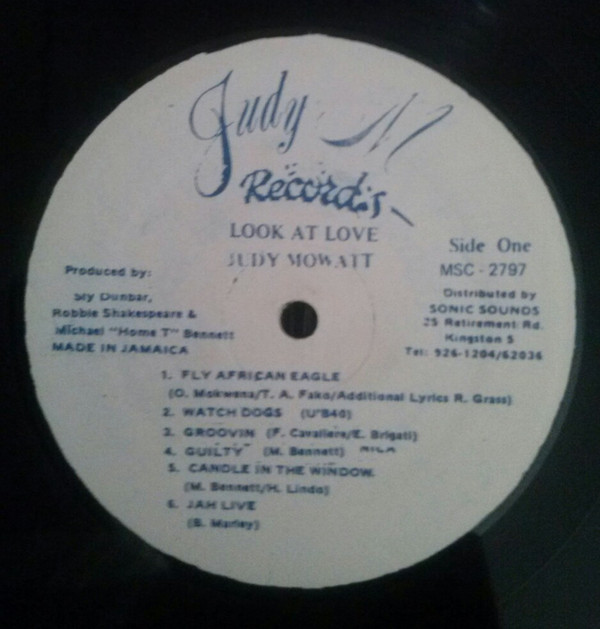 Judy M
Records
LOOK AT LOVE
JUDY MOWATT
Side One
MSC - 2797
Produced by:
Sly Dunbar,
Robbie Shakespeare &
Michael "Home T" Bennett
MADE IN JAMAICA
Distributed by
SONIC SOUNDS
25 Retirement Rd.
Kingston 5
Tel: 926-1204/62036
1. FLY AFRICAN EAGLE
(O. Mokwena/T. A. Fako/Additional Lyrics R. Grass)
2. WATCH DOGS (U'B40)
3. GROOVIN (F. Cavaliere/E. Brigati)
4. GUILTY (M. Bennett)
5. CANDLE IN THE WINDOW.
(M. Bennett/H. Lindo)
6. JAH LIVE
(B. Marley)